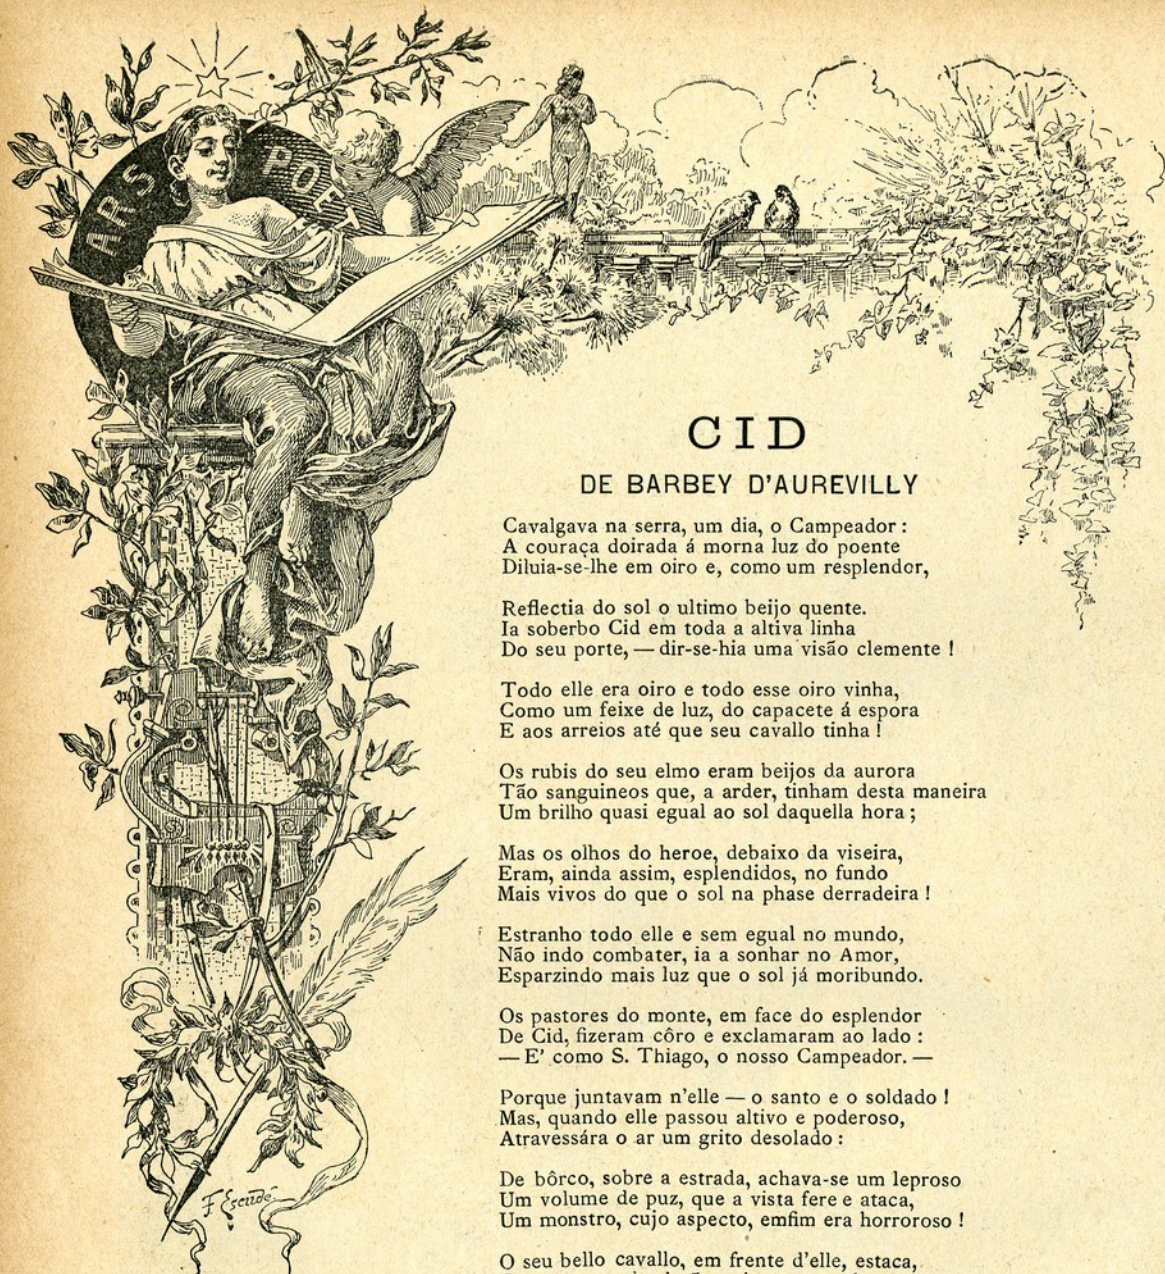 ARS POET
CID
DE BARBEY D'AUREVILLY
Cavalgava na serra, um dia, o Campeador :
A couraça doirada á morna luz do poente
Diluia-se-lhe em oiro e, como um resplendor,
Reflectia do sol o ultimo beijo quente.
Ia soberbo Cid em toda a altiva linha
Do seu porte, — dir-se-hia uma visão clemente !
Todo elle era oiro e todo esse oiro vinha,
Como um feixe de luz, do capacete á espora
E aos arreios até que seu cavallo tinha !
Os rubis do seu elmo eram beijos da aurora
Tão sanguineos que, a arder, tinham desta maneira
Um brilho quasi egual ao sol daquella hora ;
Mas os olhos do heroe, debaixo da viseira,
Eram, ainda assim, esplendidos, no fundo
Mais vivos do que o sol na phase derradeira !
Estranho todo elle e sem egual no mundo,
Não indo combater, ia a sonhar no Amor,
Esparzindo mais luz que o sol já moribundo.
Os pastores do monte, em face do esplendor
De Cid, fizeram côro e exclamaram ao lado :
— E' como S. Thiago, o nosso Campeador. —
Porque juntavam n'elle — o santo e o soldado !
Mas, quando elle passou altivo e poderoso,
Atravessára o ar um grito desolado :
De bôrco, sobre a estrada, achava-se um leproso
Um volume de puz, que a vista fere e ataca,
Um monstro, cujo aspecto, emfim era horroroso !
O seu bello cavallo, em frente d'elle, estaca,
F Escudé